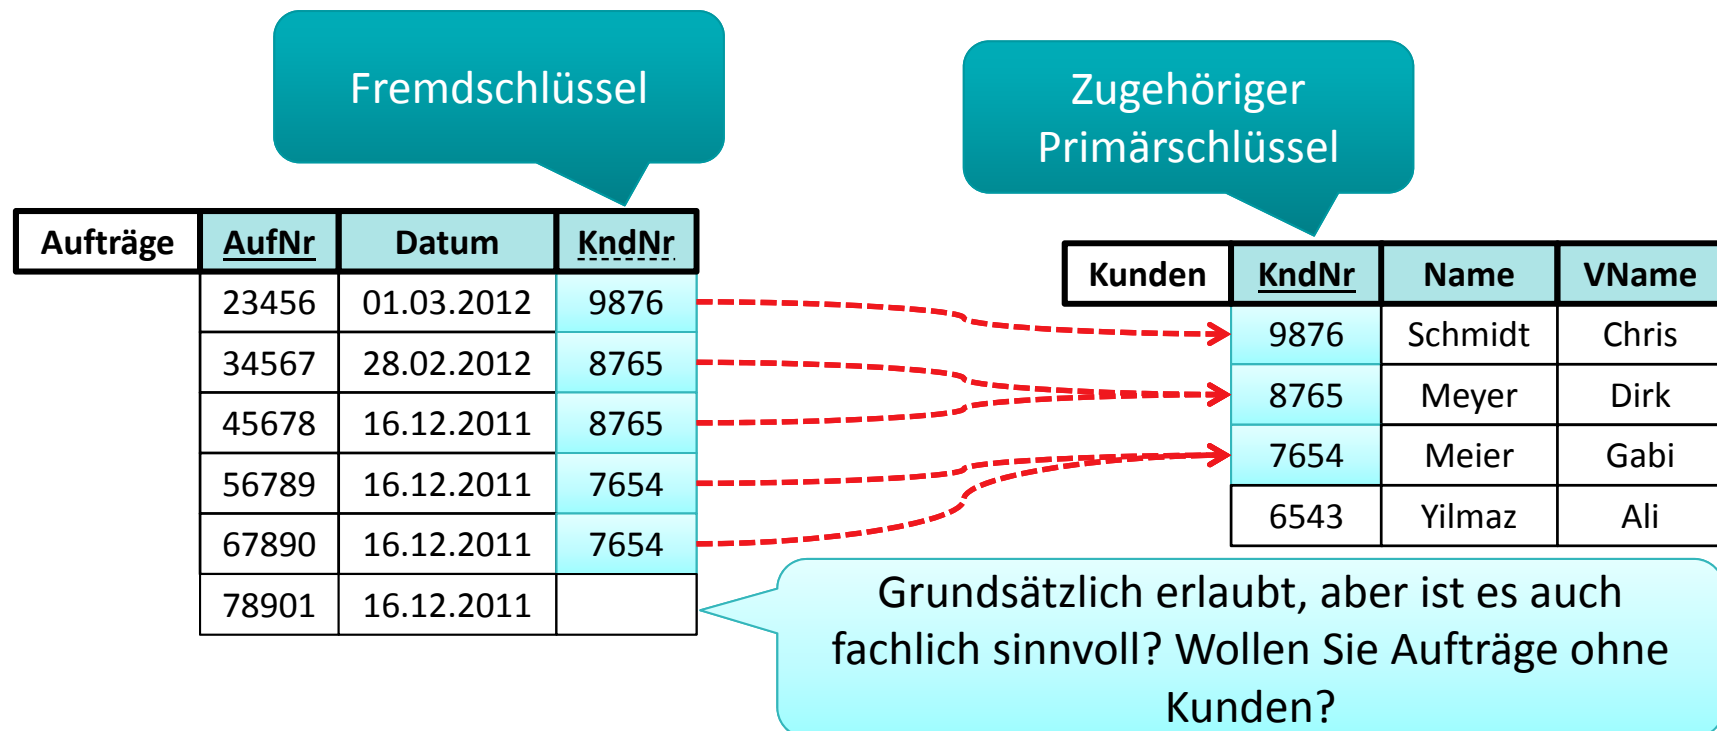 Fremdschlüssel
Zugehöriger
Primärschlüssel
Aufträge AufNr Datum KndNr
23456 01.03.2012 9876
34567 28.02.2012 8765
45678 16.12.2011 8765
56789 16.12.2011 7654
67890 16.12.2011 7654
78901 16.12.2011
Kunden KndNr Name VName
9876 Schmidt Chris
8765 Meyer Dirk
7654 Meier Gabi
6543 Yilmaz Ali
Grundsätzlich erlaubt, aber ist es auch
fachlich sinnvoll? Wollen Sie Aufträge ohne
Kunden?